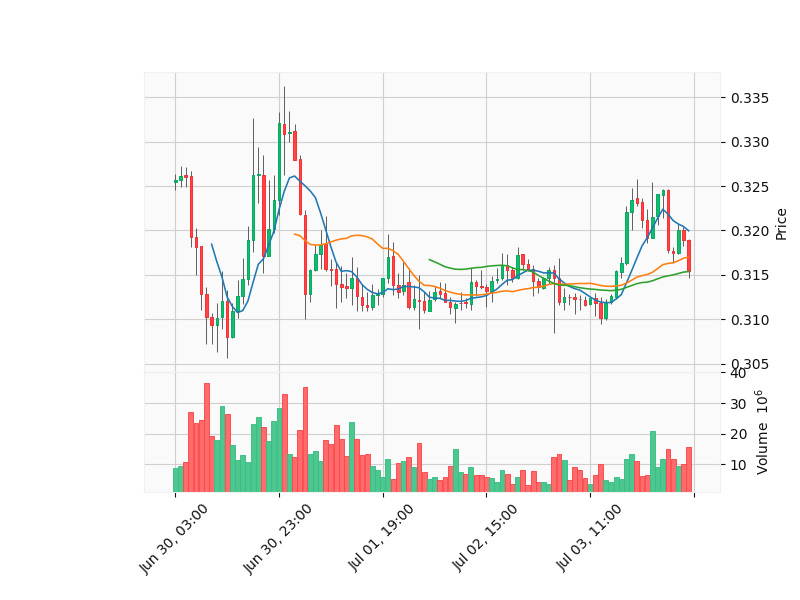 0.335
0.330
0.325
0.320
0.315
0.310
0.305
Price
40
30
20
10
Volume 10⁶
Jun 30, 03:00
Jun 30, 23:00
Jul 01, 19:00
Jul 02, 15:00
Jul 03, 11:00